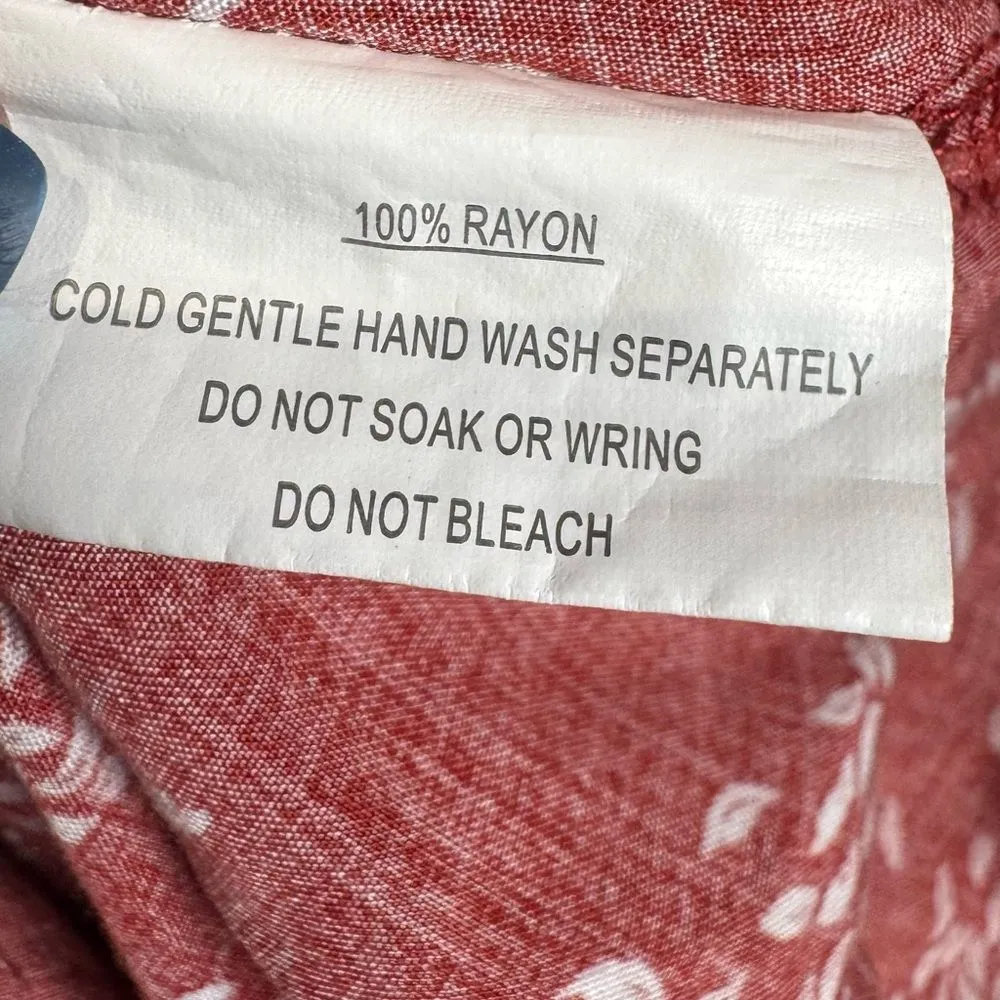 100% RAYON
COLD GENTLE HAND WASH SEPARATELY
DO NOT SOAK OR WRING
DO NOT BLEACH